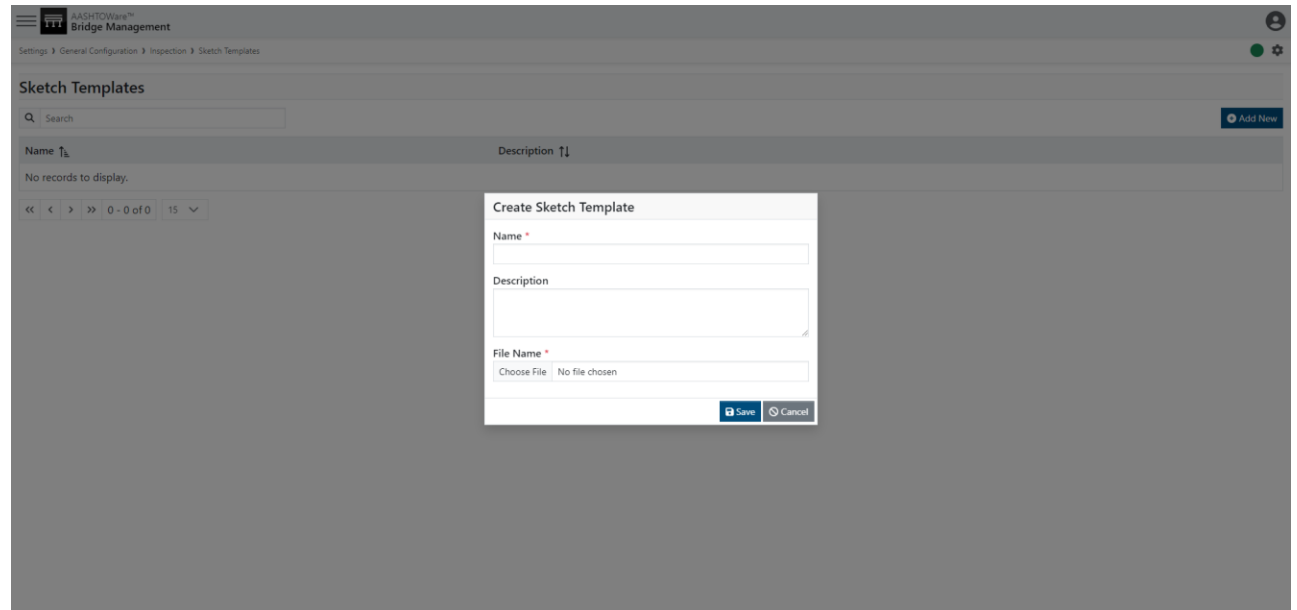 AASHTOWare™
Bridge Management
Settings ❯ General Configuration ❯ Inspection ❯ Sketch Templates
Sketch Templates
Search
Add New
Name
Description
No records to display.
0 - 0 of 0 15
Create Sketch Template
Name *
Description
File Name *
Choose File No file chosen
Save Cancel